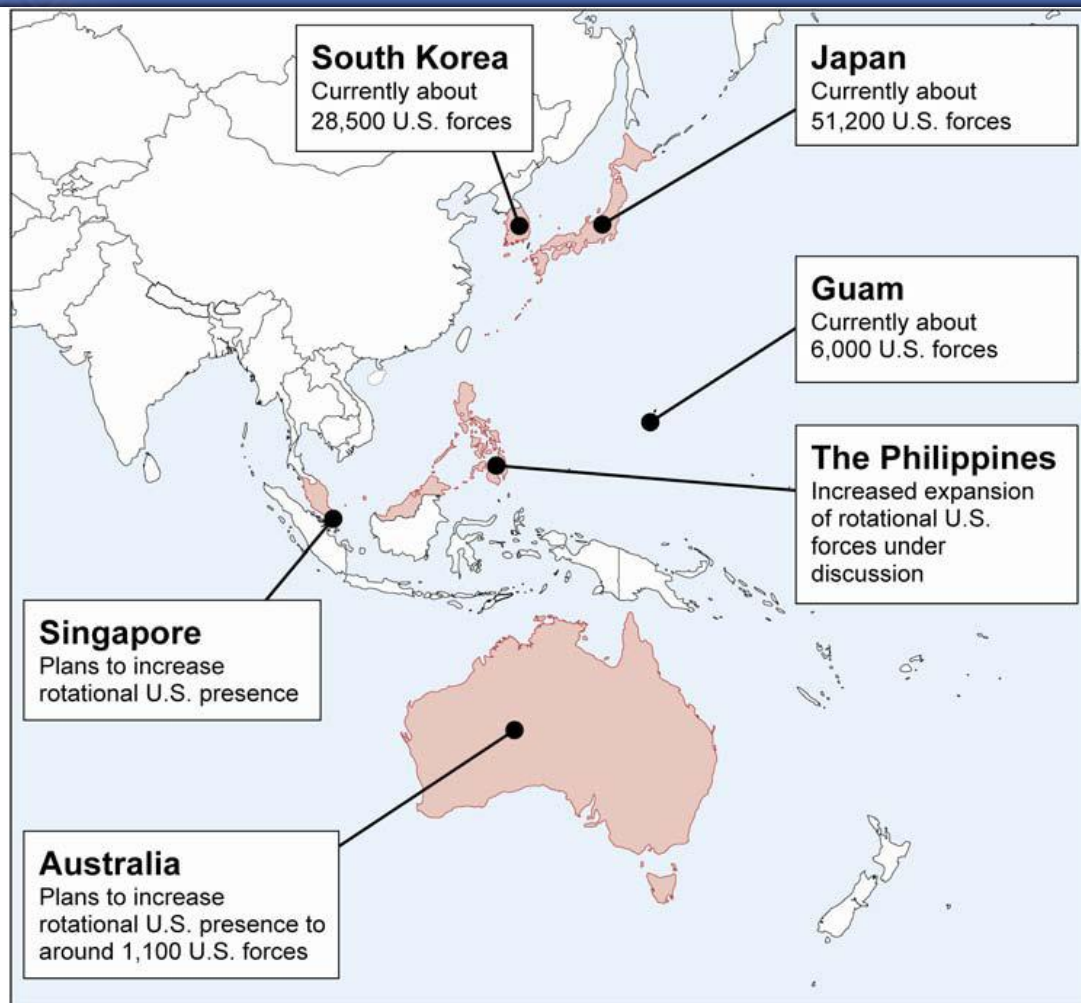 South Korea
Currently about
28,500 U.S. forces
Japan
Currently about
51,200 U.S. forces
Guam
Currently about
6,000 U.S. forces
The Philippines
Increased expansion
of rotational U.S.
forces under
discussion
Singapore
Plans to increase
rotational U.S. presence
Australia
Plans to increase
rotational U.S. presence to
around 1,100 U.S. forces